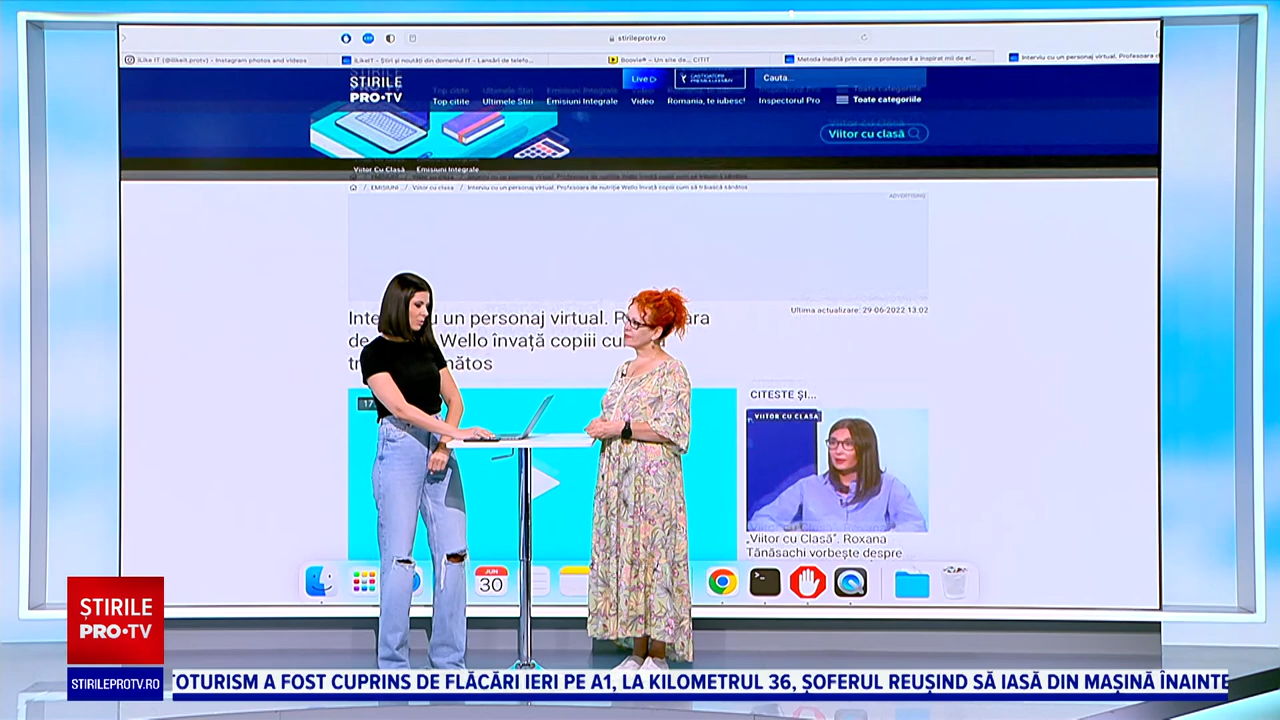 stirileprotv.ro
iLike IT (@ilikeit.protv) - Instagram photos and videos
iLikeIT - Știri și noutăți din domeniul IT - Lansări de telefo...
Boovie® – Un site de... CITIT
Metoda inedită prin care o profesoară a inspirat mii de el...
Interviu cu un personaj virtual. Profesoara d
ȘTIRILE
PRO•TV
Live
CASTIGATORII
Cauta...
Top citite Ultimele Stiri Emisiuni Integrale Video Romania, te iubesc! Inspectorul Pro Toate categoriile
Viitor cu clasă
Viitor Cu Clasă Emisiuni Integrale
/ EMISIUNI / Viitor cu clasa / Interviu cu un personaj virtual. Profesoara de nutriție Wello învață copiii cum să trăiască sănătos
ADVERTISING
Ultima actualizare: 29-06-2022 13:02
Inte u un personaj virtual. P ara
de Wello învață copiii cu
tr nătos
17
CITESTE ȘI...
VIITOR CU CLASA
„Viitor cu Clasă”. Roxana
Tănăsachi vorbește despre ...
JUN
30
ȘTIRILE
PRO•TV
STIRILEPROTV.RO
TOTURISM A FOST CUPRINS DE FLĂCĂRI IERI PE A1, LA KILOMETRUL 36, ȘOFERUL REUȘIND SĂ IASĂ DIN MAȘINĂ ÎNAINTE